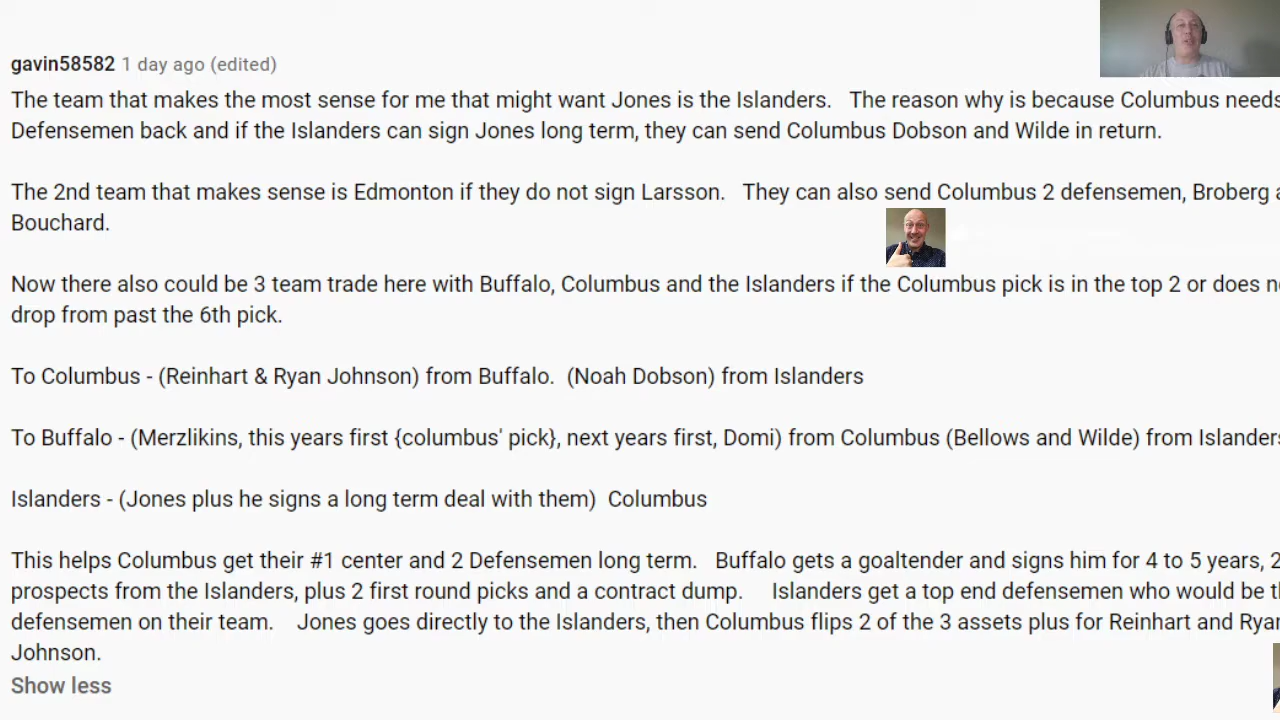 gavin58582 1 day ago (edited)
The team that makes the most sense for me that might want Jones is the Islanders. The reason why is because Columbus needs
Defensemen back and if the Islanders can sign Jones long term, they can send Columbus Dobson and Wilde in return.
The 2nd team that makes sense is Edmonton if they do not sign Larsson. They can also send Columbus 2 defensemen, Broberg
Bouchard.
Now there also could be 3 team trade here with Buffalo, Columbus and the Islanders if the Columbus pick is in the top 2 or does
drop from past the 6th pick.
To Columbus - (Reinhart & Ryan Johnson) from Buffalo. (Noah Dobson) from Islanders
To Buffalo - (Merzlikins, this years first {columbus' pick}, next years first, Domi) from Columbus (Bellows and Wilde) from Islanders
Islanders - (Jones plus he signs a long term deal with them) Columbus
This helps Columbus get their #1 center and 2 Defensemen long term. Buffalo gets a goaltender and signs him for 4 to 5 years, 2
prospects from the Islanders, plus 2 first round picks and a contract dump. Islanders get a top end defensemen who would be
defensemen on their team. Jones goes directly to the Islanders, then Columbus flips 2 of the 3 assets plus for Reinhart and Ryan
Johnson.
Show less